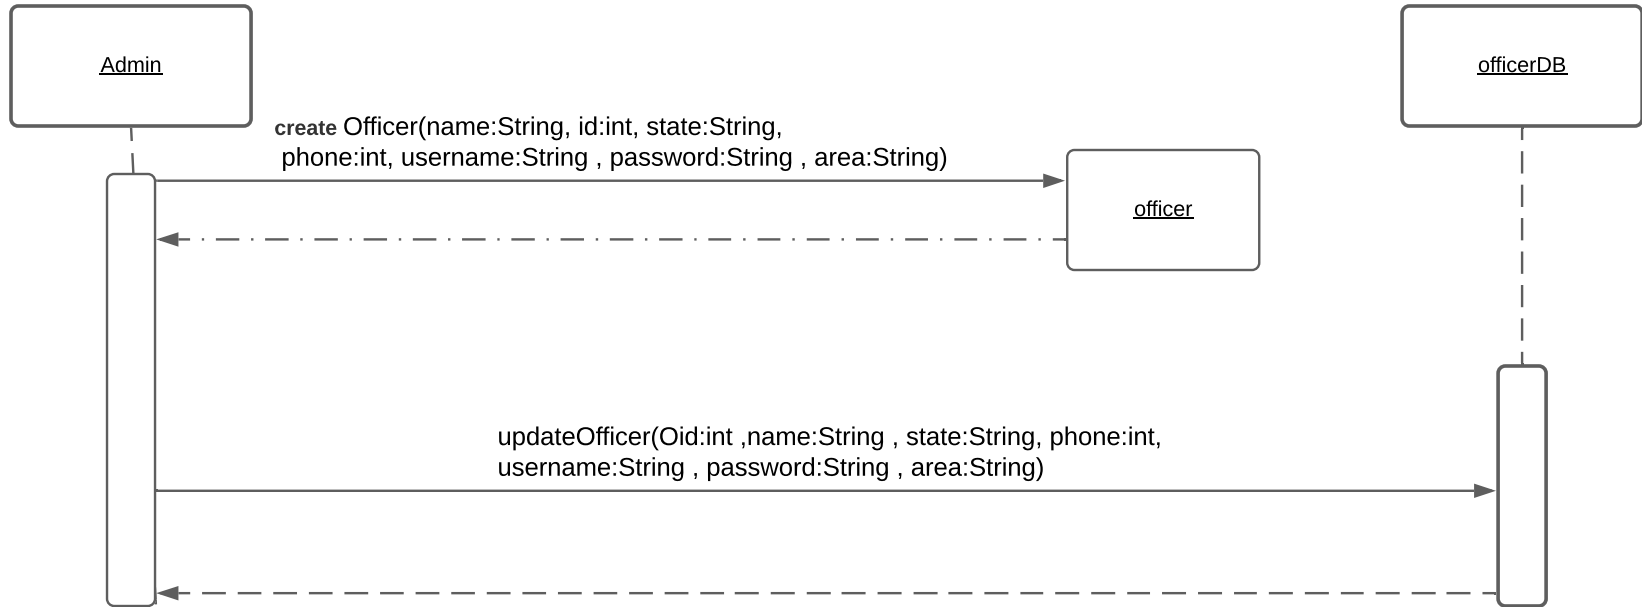 Admin
officerDB
create Officer(name:String, id:int, state:String,
phone:int, username:String , password:String , area:String)
officer
updateOfficer(Oid:int ,name:String , state:String, phone:int,
username:String , password:String , area:String)